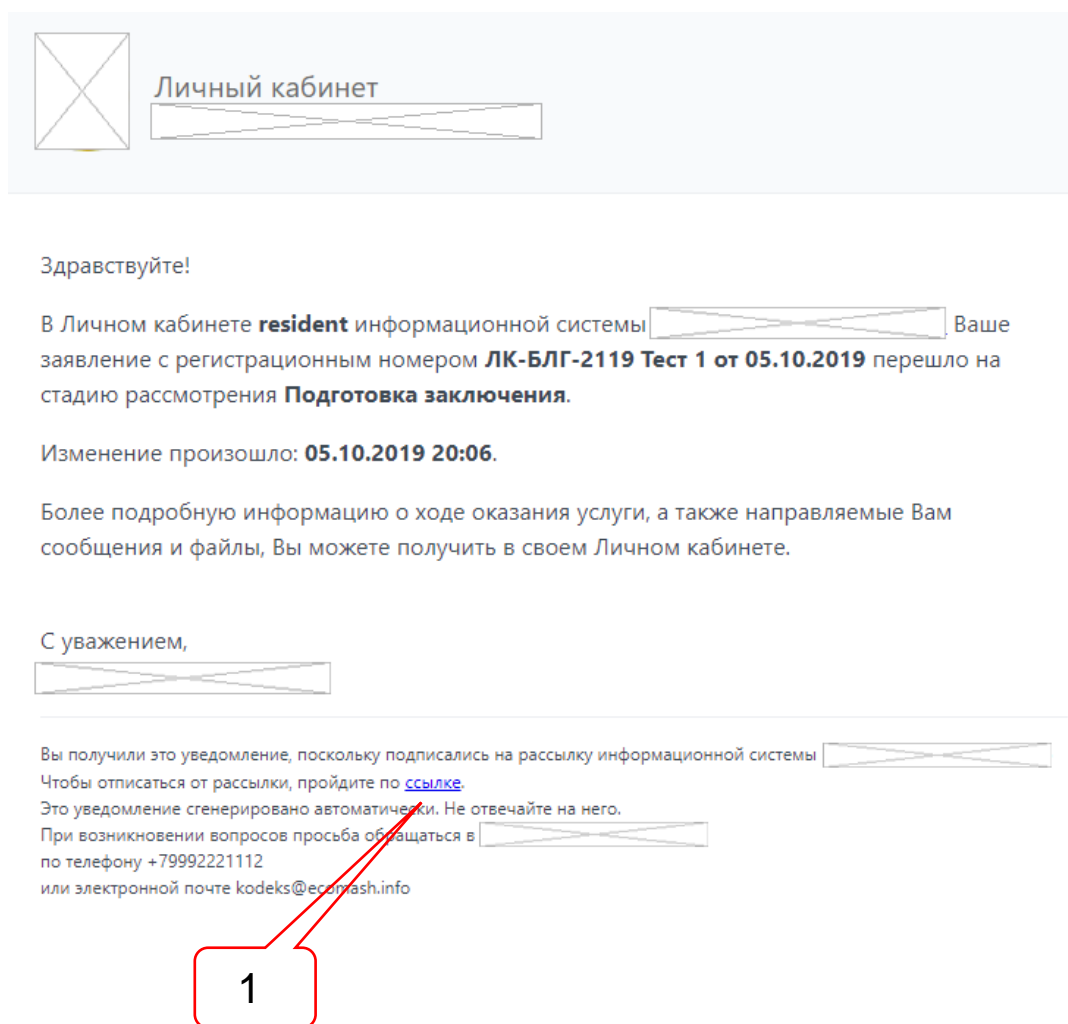 Личный кабинет
Здравствуйте!
В Личном кабинете resident информационной системы . Ваше
заявление с регистрационным номером ЛК-БЛГ-2119 Тест 1 от 05.10.2019 перешло на
стадию рассмотрения Подготовка заключения.
Изменение произошло: 05.10.2019 20:06.
Более подробную информацию о ходе оказания услуги, а также направляемые Вам
сообщения и файлы, Вы можете получить в своем Личном кабинете.
С уважением,
Вы получили это уведомление, поскольку подписались на рассылку информационной системы
Чтобы отписаться от рассылки, пройдите по ссылке.
Это уведомление сгенерировано автоматически. Не отвечайте на него.
При возникновении вопросов просьба обращаться в
по телефону +79992221112
или электронной почте kodeks@ecomash.info
1